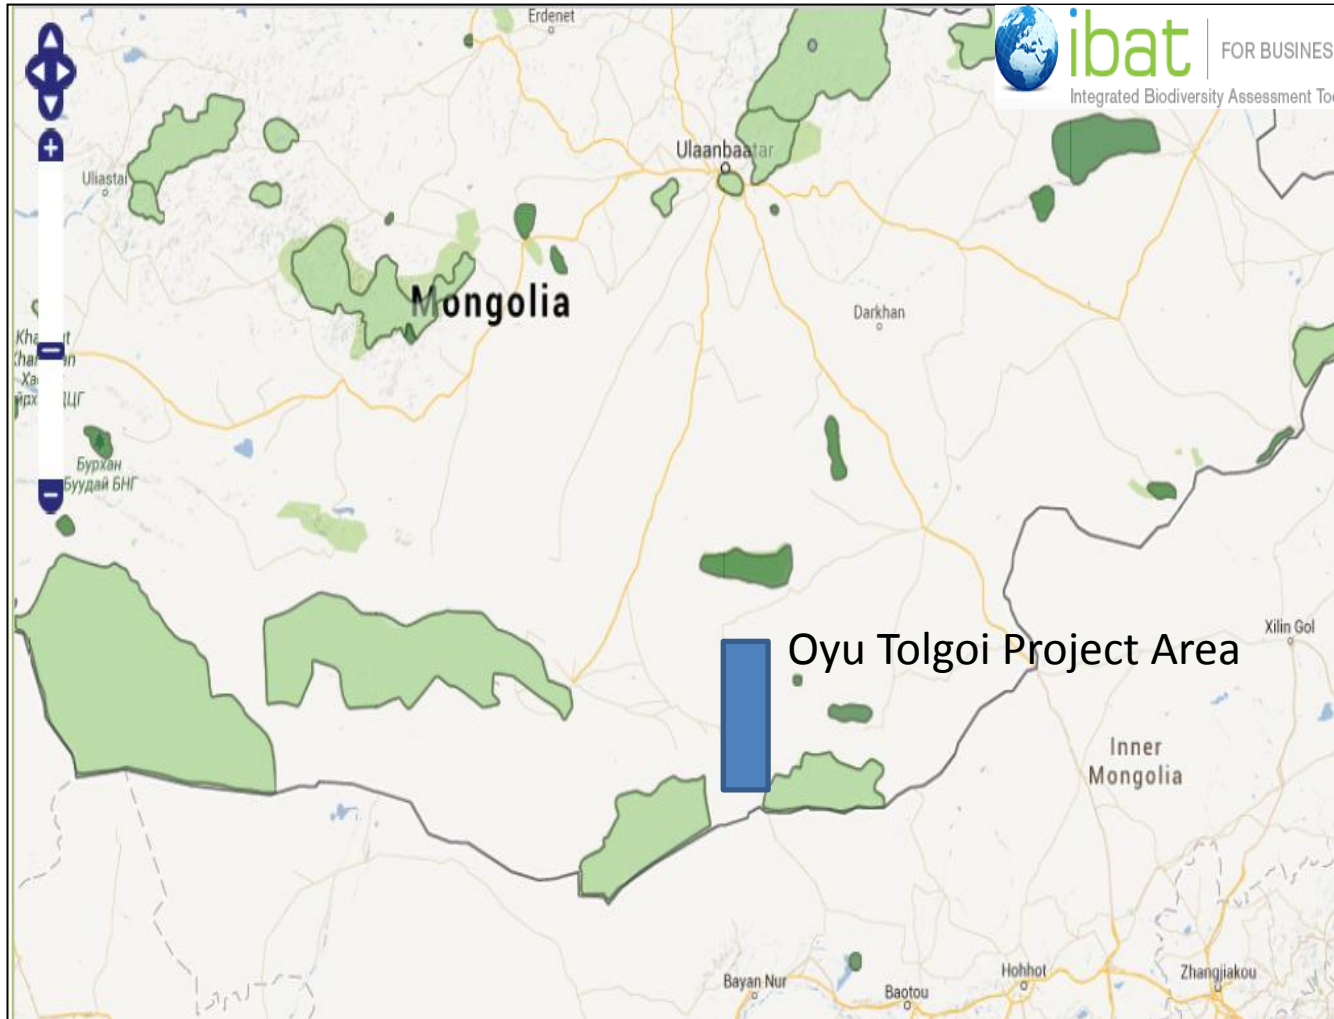 Erdenet
ibat
FOR BUSINES
Integrated Biodiversity Assessment Too
Ulaanbaatar
Uliastai
Mongolia
Darkhan
Бурхан
Буудай БНГ
Oyu Tolgoi Project Area
Xilin Gol
Inner
Mongolia
Bayan Nur
Hohhot
Zhangjiakou
Baotou